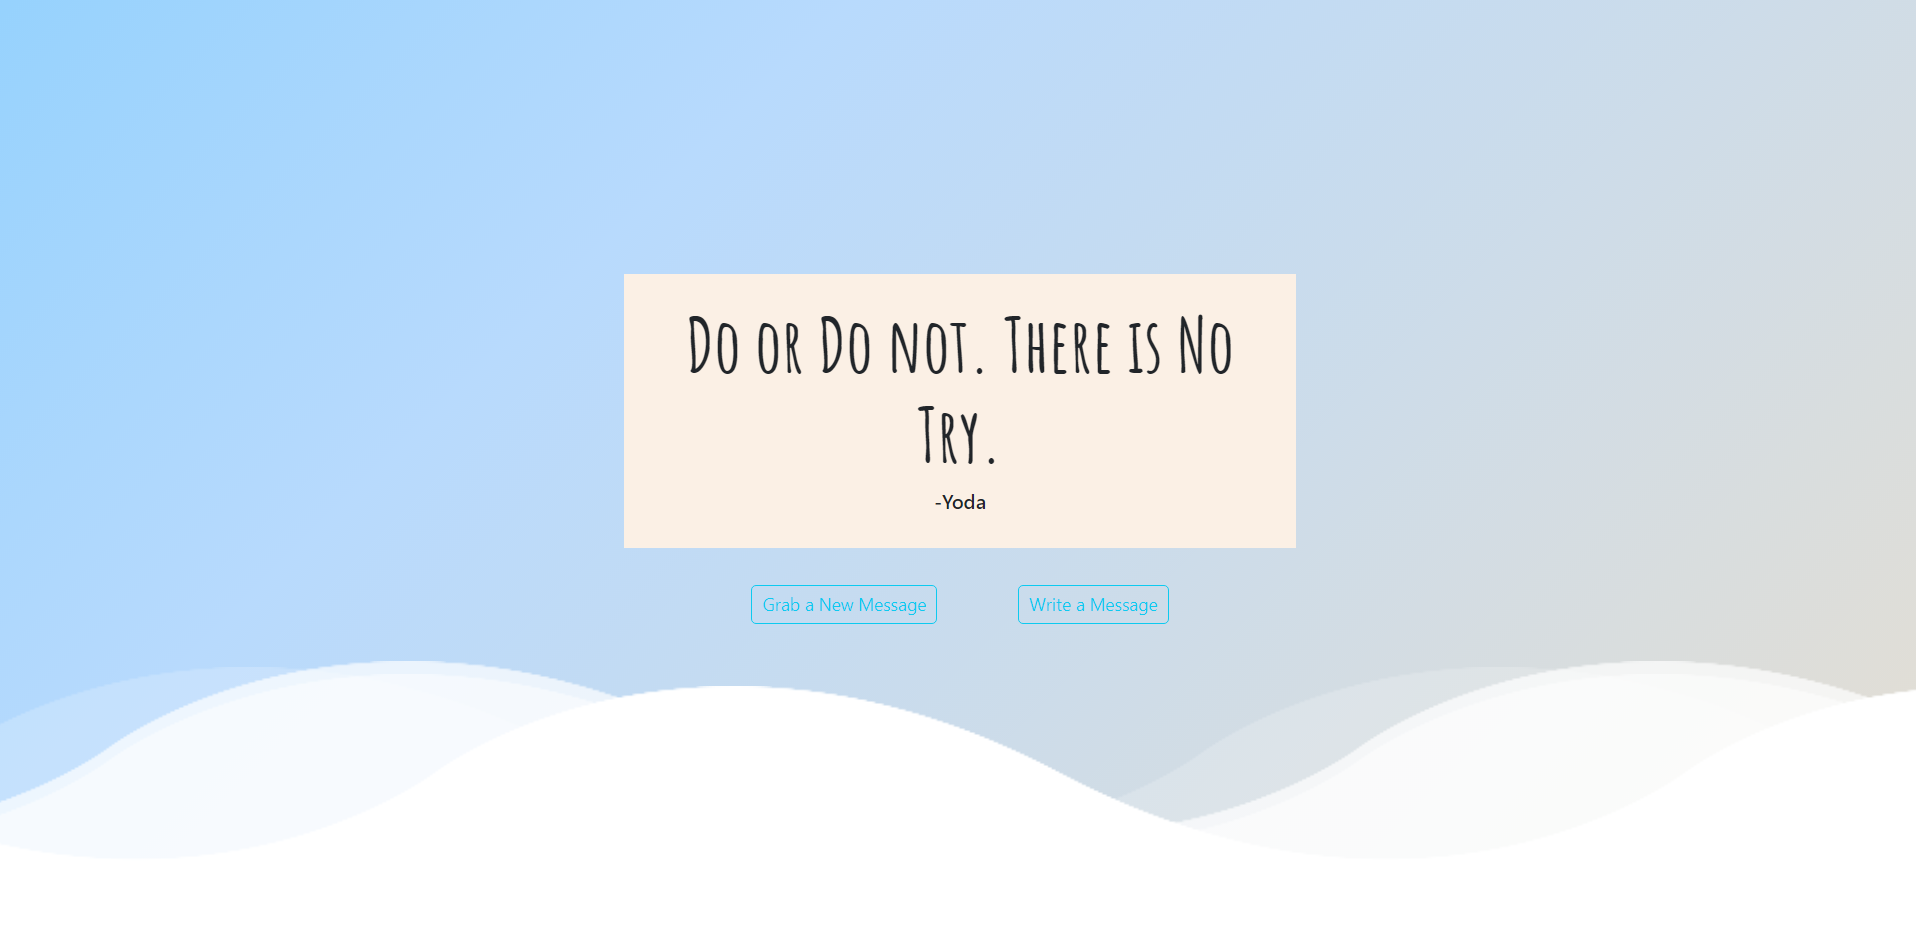 Do or Do not. There is No
Try.
-Yoda
Grab a New Message
Write a Message